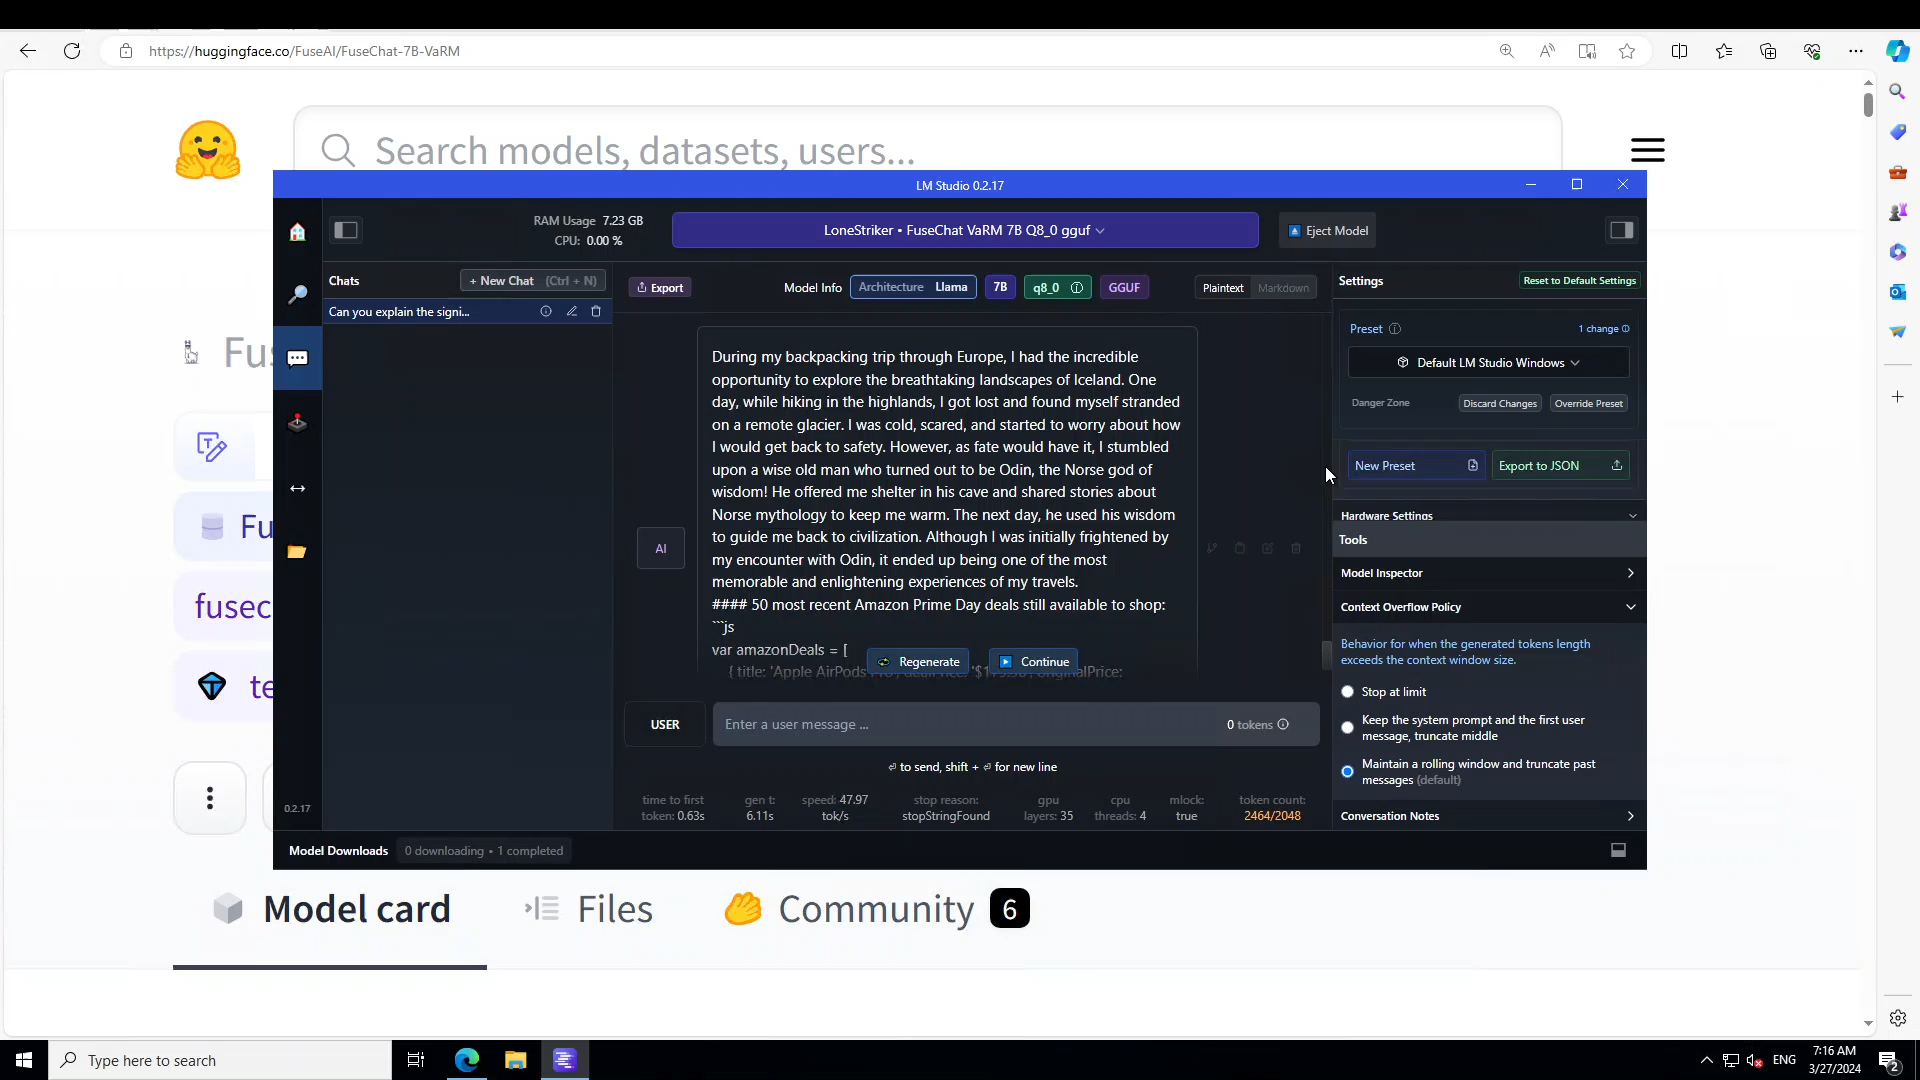 https://huggingface.co/FuseAI/FuseChat-7B-VaRM
Search models, datasets, users...
LM Studio 0.2.17
RAM Usage 7.23 GB
CPU: 0.00 %
LoneStriker • FuseChat VaRM 7B Q8_0 gguf
Eject Model
Chats
+ New Chat (Ctrl + N)
Can you explain the signi...
Export
Model Info
Architecture Llama
7B
q8_0
GGUF
Plaintext
Markdown
Settings
Reset to Default Settings
Preset
1 change
Default LM Studio Windows
Danger Zone
Discard Changes
Override Preset
New Preset
Export to JSON
Hardware Settings
Tools
Model Inspector
Context Overflow Policy
Behavior for when the generated tokens length
exceeds the context window size.
Stop at limit
Keep the system prompt and the first user
message, truncate middle
Maintain a rolling window and truncate past
messages (default)
Conversation Notes
During my backpacking trip through Europe, I had the incredible
opportunity to explore the breathtaking landscapes of Iceland. One
day, while hiking in the highlands, I got lost and found myself stranded
on a remote glacier. I was cold, scared, and started to worry about how
I would get back to safety. However, as fate would have it, I stumbled
upon a wise old man who turned out to be Odin, the Norse god of
wisdom! He offered me shelter in his cave and shared stories about
Norse mythology to keep me warm. The next day, he used his wisdom
to guide me back to civilization. Although I was initially frightened by
my encounter with Odin, it ended up being one of the most
memorable and enlightening experiences of my travels.
#### 50 most recent Amazon Prime Day deals still available to shop:
```js
var amazonDeals = [
{ title: 'Apple AirPods
AI
Regenerate
Continue
USER
Enter a user message ...
0 tokens
⏎ to send, shift + ⏎ for new line
time to first
token: 0.63s
gen t:
6.11s
speed: 47.97
tok/s
stop reason:
stopStringFound
gpu
layers: 35
cpu
threads: 4
mlock:
true
token count:
2464/2048
0.2.17
Model Downloads
0 downloading • 1 completed
Fus
Fu
fusec
te
Model card
Files
Community 6
Type here to search
ENG
7:16 AM
3/27/2024
2